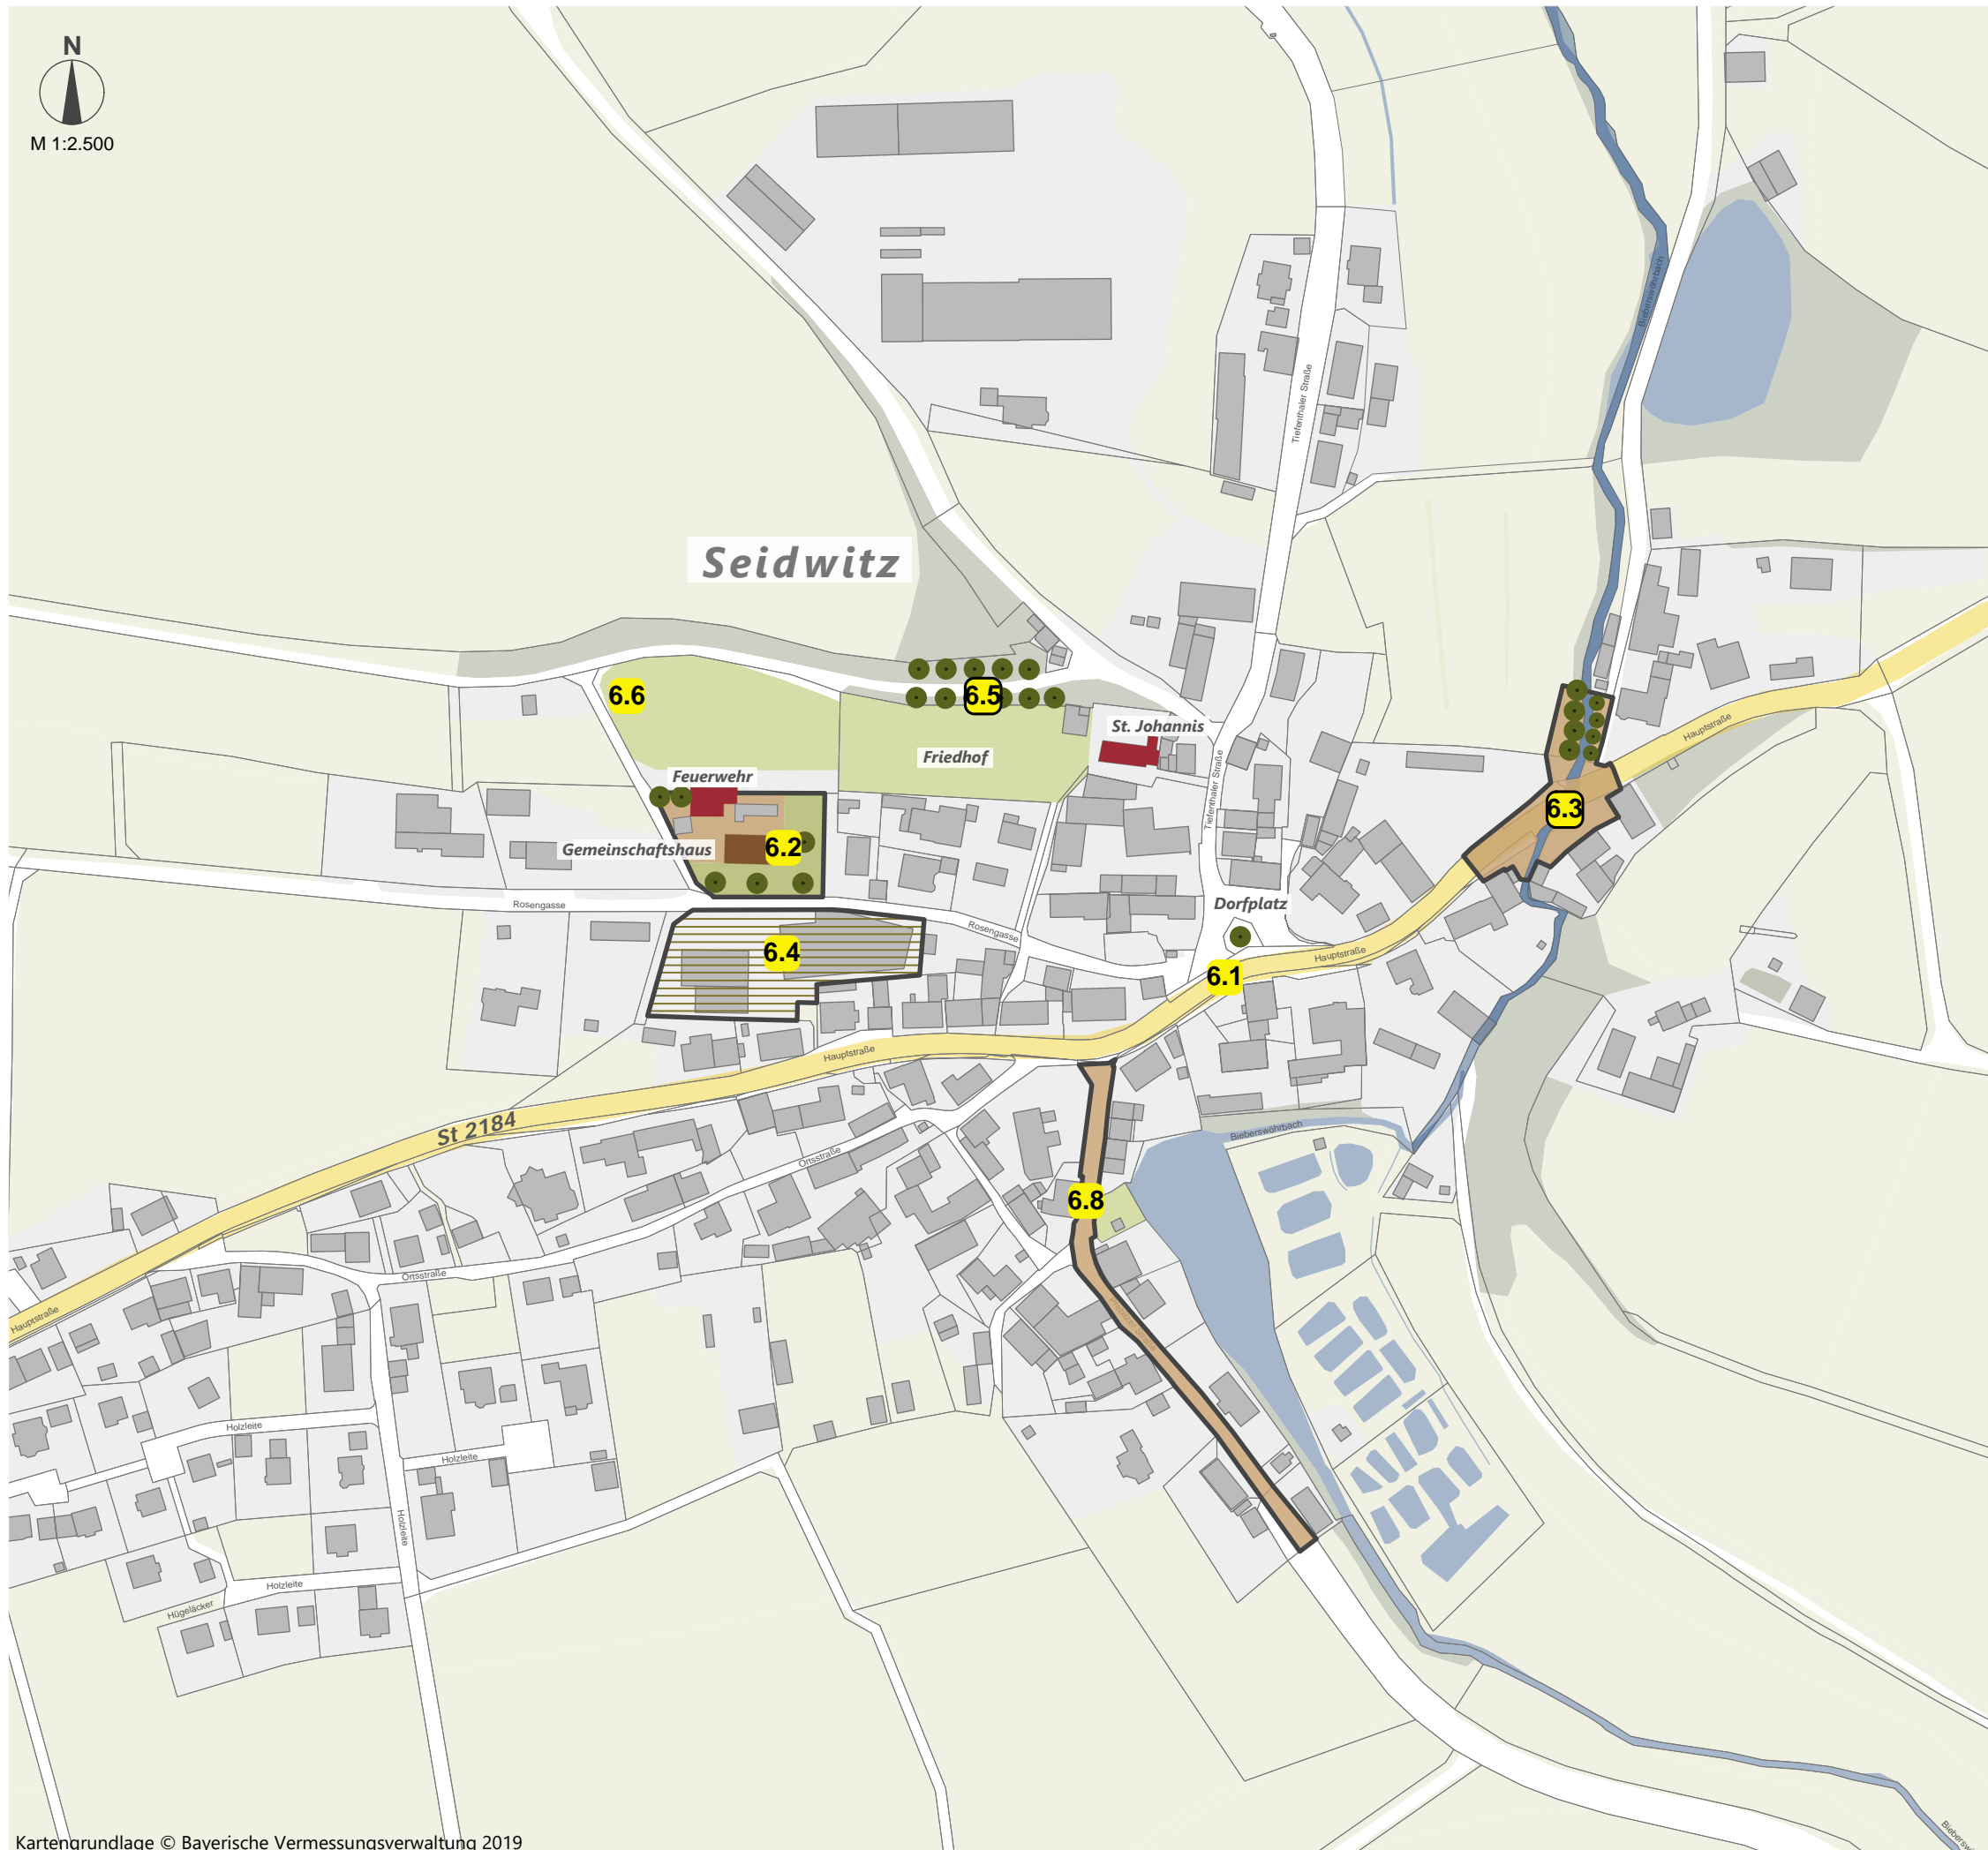 N
M 1:2.500
Bieberswöhrbach
Tiefenthaler Straße
Seidwitz
6.6
6.5
St. Johannis
Friedhof
Hauptstraße
Feuerwehr
Tiefenthaler Straße
6.3
Gemeinschaftshaus
6.2
Rosengasse
Dorfplatz
Rosengasse
6.4
Hauptstraße
6.1
Hauptstraße
St 2184
Bieberswöhrbach
Ortsstraße
6.8
Ortsstraße
Hauptstraße
Holzleite
Holzleite
Holzleite
Holzleite
Hügeläcker
Kartengrundlage © Bayerische Vermessungsverwaltung 2019